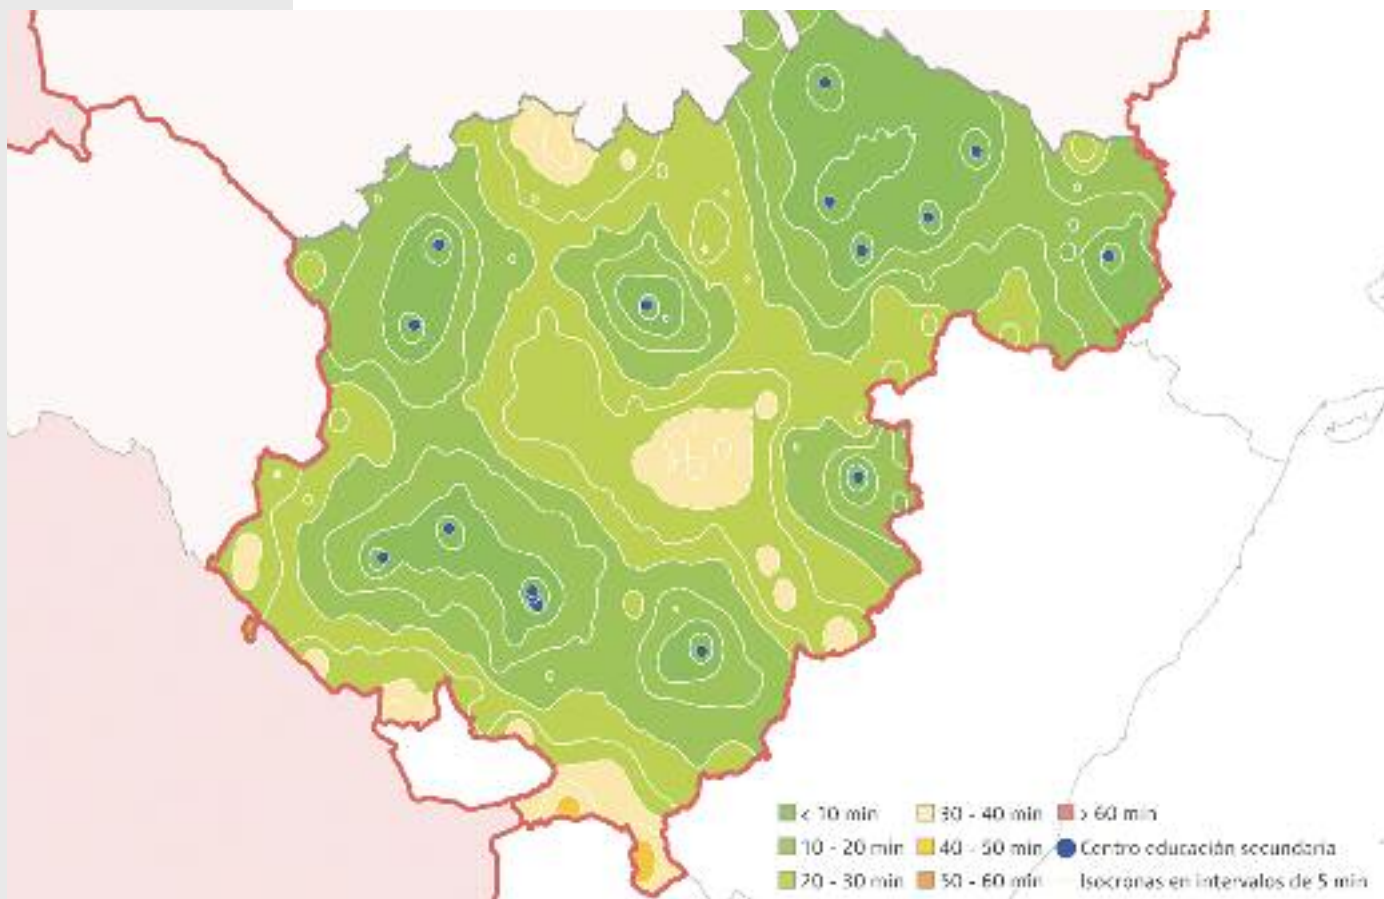 < 10 min
10 - 20 min
20 - 30 min
30 - 40 min
40 - 50 min
50 - 60 min
> 60 min
Centro educación secundaria
Isocronas en intervalos de 5 min